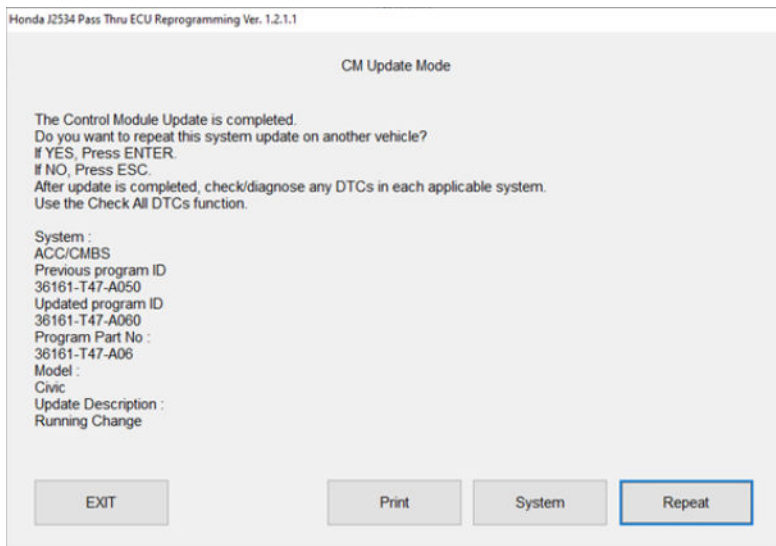 Honda J2534 Pass Thru ECU Reprogramming Ver. 1.2.1.1
CM Update Mode
The Control Module Update is completed.
Do you want to repeat this system update on another vehicle?
If YES, Press ENTER.
If NO, Press ESC.
After update is completed, check/diagnose any DTCs in each applicable system.
Use the Check All DTCs function.
System :
ACC/CMBS
Previous program ID
36161-T47-A050
Updated program ID
36161-T47-A060
Program Part No :
36161-T47-A06
Model :
Civic
Update Description :
Running Change
EXIT
Print
System
Repeat